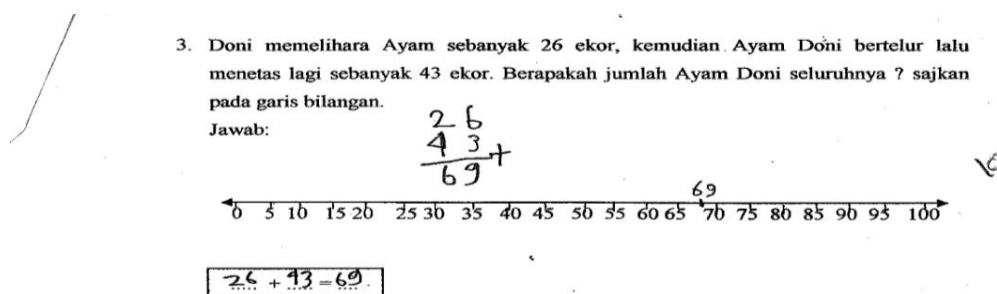 3. Doni memelihara Ayam sebanyak 26 ekor, kemudian Ayam Doni bertelur lalu
menetas lagi sebanyak 43 ekor. Berapakah jumlah Ayam Doni seluruhnya ? sajkan
pada garis bilangan.
Jawab:
26
43 +
69
69
0 5 10 15 20 25 30 35 40 45 50 55 60 65 70 75 80 85 90 95 100
26 + 43 = 69.